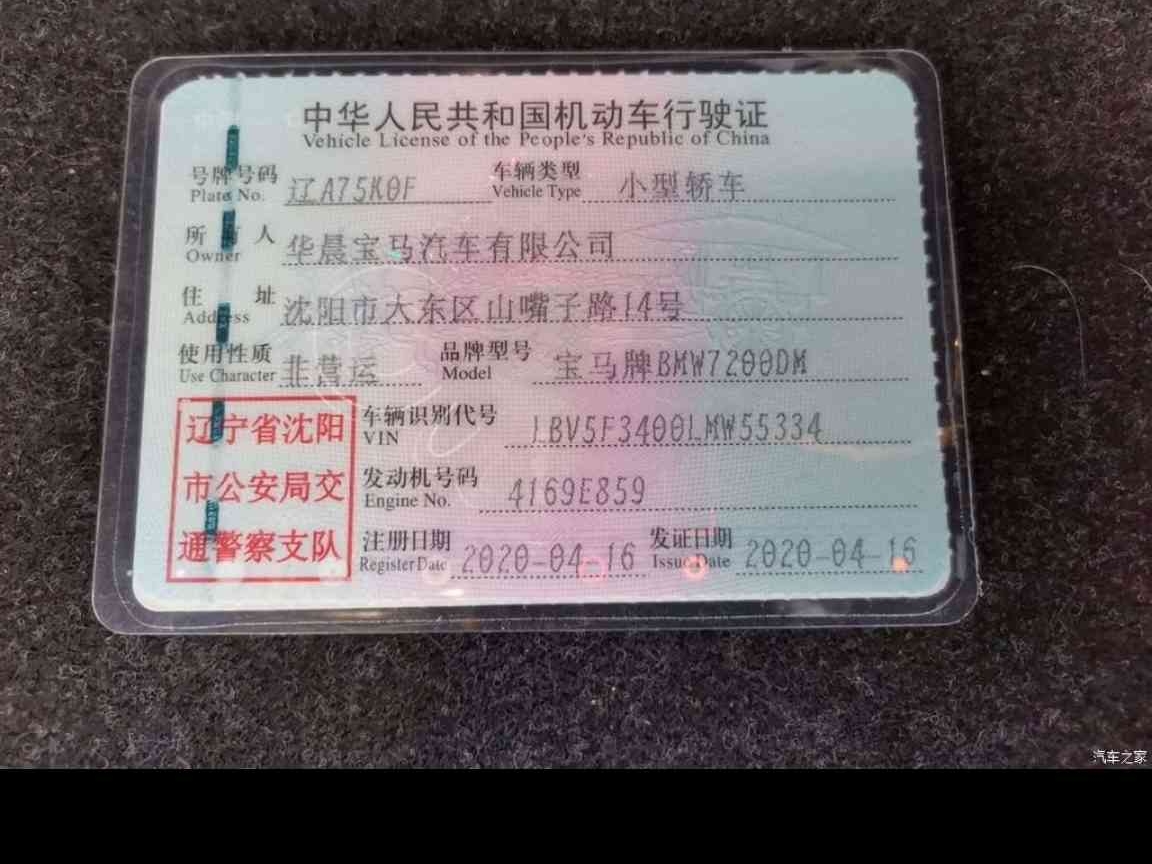 中华人民共和国机动车行驶证
Vehicle License of the People's Republic of China
号牌号码 辽A75K0F 车辆类型 小型轿车
Plate No. Vehicle Type
所有人 华晨宝马汽车有限公司
Owner
住址 沈阳市大东区山嘴子路14号
Address
使用性质 非营运 品牌型号 宝马牌BMW7200DM
Use Character Model
辽宁省沈阳
市公安局交
通警察支队
车辆识别代号 LBV5F3400LMW55334
VIN
发动机号码 4169E859
Engine No.
注册日期 2020-04-16 发证日期 2020-04-16
Register Date Issue Date
汽车之家